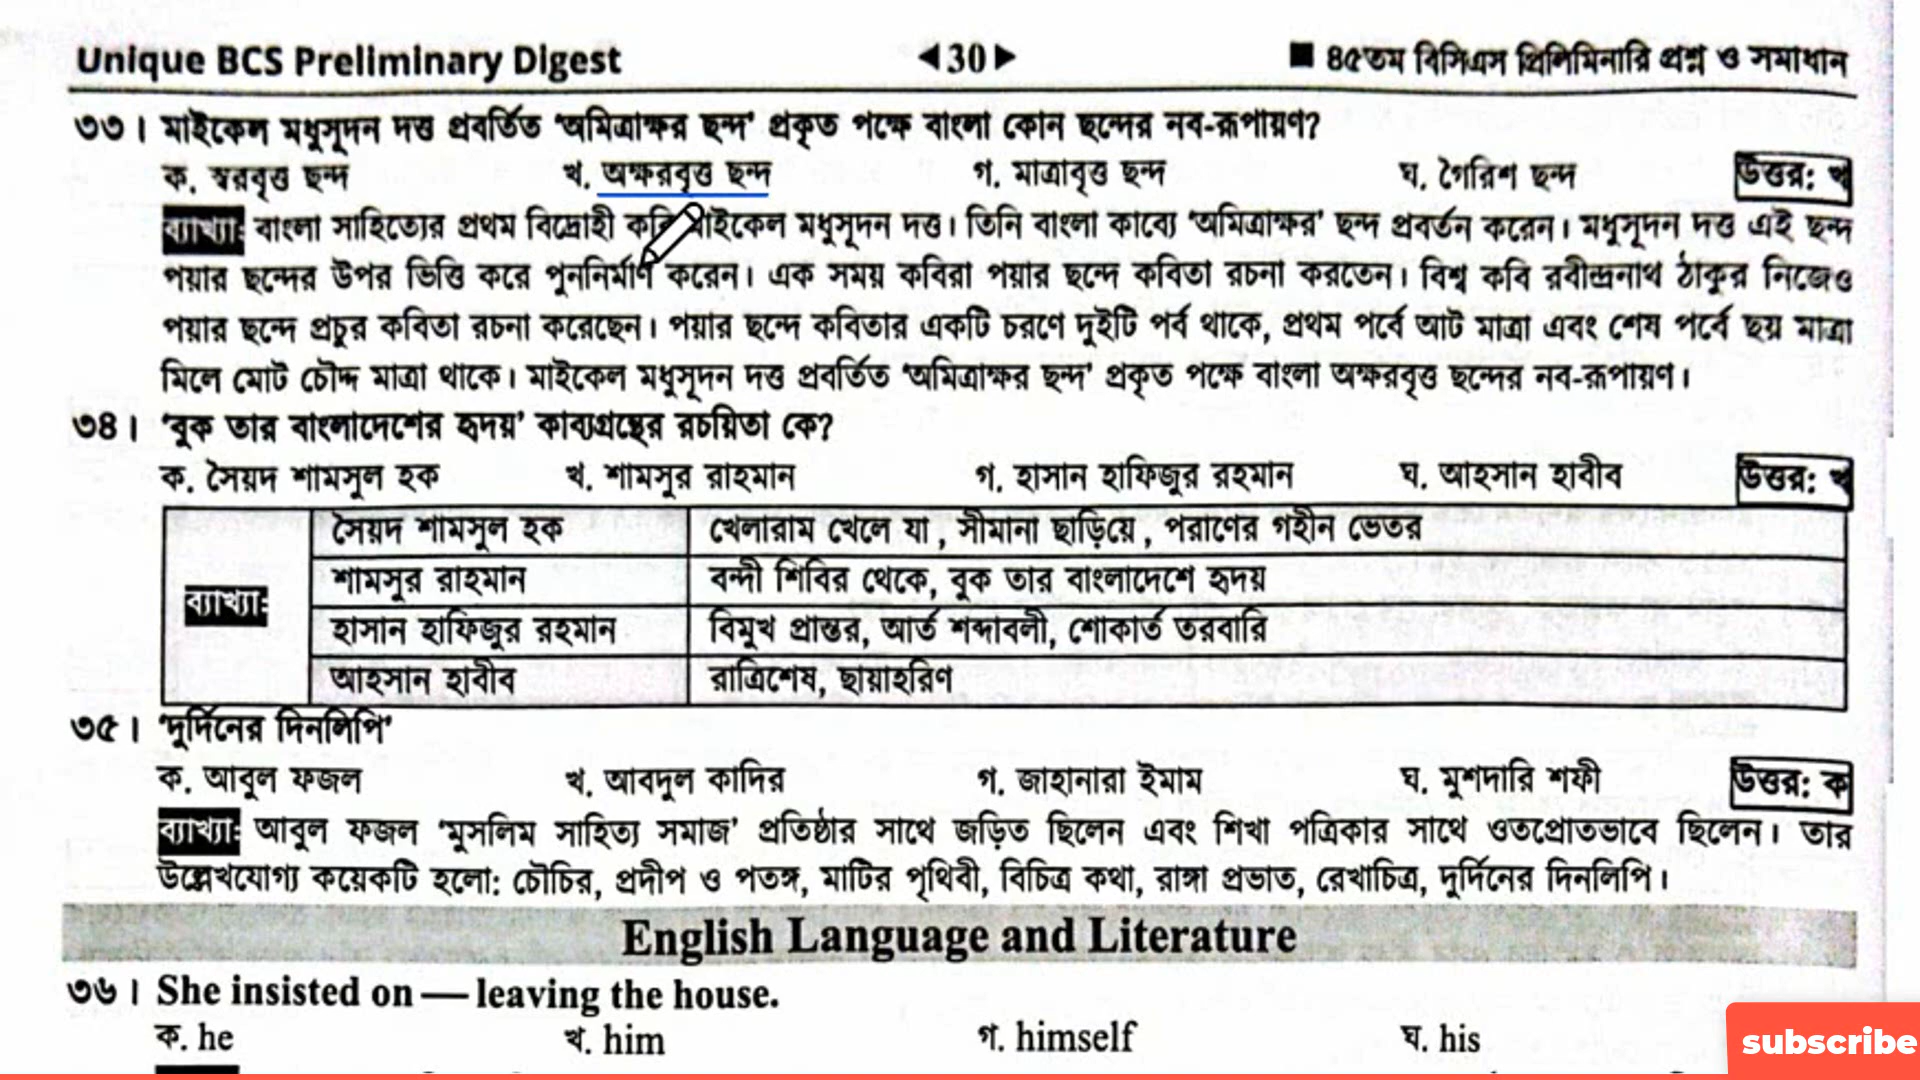 Unique BCS Preliminary Digest ◀30▶ ■ ৪৫তম বিসিএস প্রিলিমিনারি প্রশ্ন ও সমাধান
৩৩। মাইকেল মধুসূদন দত্ত প্রবর্তিত ‘অমিত্রাক্ষর ছন্দ’ প্রকৃত পক্ষে বাংলা কোন ছন্দের নব-রূপায়ণ?
ক. স্বরবৃত্ত ছন্দ খ. অক্ষরবৃত্ত ছন্দ গ. মাত্রাবৃত্ত ছন্দ ঘ. গৈরিশ ছন্দ উত্তর: খ
ব্যাখ্যা: বাংলা সাহিত্যের প্রথম বিদ্রোহী কবি মাইকেল মধুসূদন দত্ত। তিনি বাংলা কাব্যে ‘অমিত্রাক্ষর’ ছন্দ প্রবর্তন করেন। মধুসূদন দত্ত এই ছন্দ
পয়ার ছন্দের উপর ভিত্তি করে পুনর্নির্মাণ করেন। এক সময় কবিরা পয়ার ছন্দে কবিতা রচনা করতেন। বিশ্ব কবি রবীন্দ্রনাথ ঠাকুর নিজেও
পয়ার ছন্দে প্রচুর কবিতা রচনা করেছেন। পয়ার ছন্দে কবিতার একটি চরণে দুইটি পর্ব থাকে, প্রথম পর্বে আট মাত্রা এবং শেষ পর্বে ছয় মাত্রা
মিলে মোট চৌদ্দ মাত্রা থাকে। মাইকেল মধুসূদন দত্ত প্রবর্তিত ‘অমিত্রাক্ষর ছন্দ’ প্রকৃত পক্ষে বাংলা অক্ষরবৃত্ত ছন্দের নব-রূপায়ণ।
৩৪। ‘বুক তার বাংলাদেশের হৃদয়’ কাব্যগ্রন্থের রচয়িতা কে?
ক. সৈয়দ শামসুল হক খ. শামসুর রাহমান গ. হাসান হাফিজুর রহমান ঘ. আহসান হাবীব উত্তর: খ
সৈয়দ শামসুল হক খেলারাম খেলে যা, সীমানা ছাড়িয়ে, পরাণের গহীন ভেতর
শামসুর রাহমান বন্দী শিবির থেকে, বুক তার বাংলাদেশে হৃদয়
ব্যাখ্যা:
হাসান হাফিজুর রহমান বিমুখ প্রান্তর, আর্ত শব্দাবলী, শোকার্ত তরবারি
আহসান হাবীব রাত্রিশেষ, ছায়াহরিণ
৩৫। ‘দুর্দিনের দিনলিপি’
ক. আবুল ফজল খ. আবদুল কাদির গ. জাহানারা ইমাম ঘ. মুশদারি শফী উত্তর: ক
ব্যাখ্যা: আবুল ফজল ‘মুসলিম সাহিত্য সমাজ’ প্রতিষ্ঠার সাথে জড়িত ছিলেন এবং শিখা পত্রিকার সাথে ওতপ্রোতভাবে ছিলেন। তার
উল্লেখযোগ্য কয়েকটি হলো: চৌচির, প্রদীপ ও পতঙ্গ, মাটির পৃথিবী, বিচিত্র কথা, রাঙ্গা প্রভাত, রেখাচিত্র, দুর্দিনের দিনলিপি।
English Language and Literature
৩৬। She insisted on — leaving the house.
ক. he খ. him গ. himself ঘ. his
subscribe